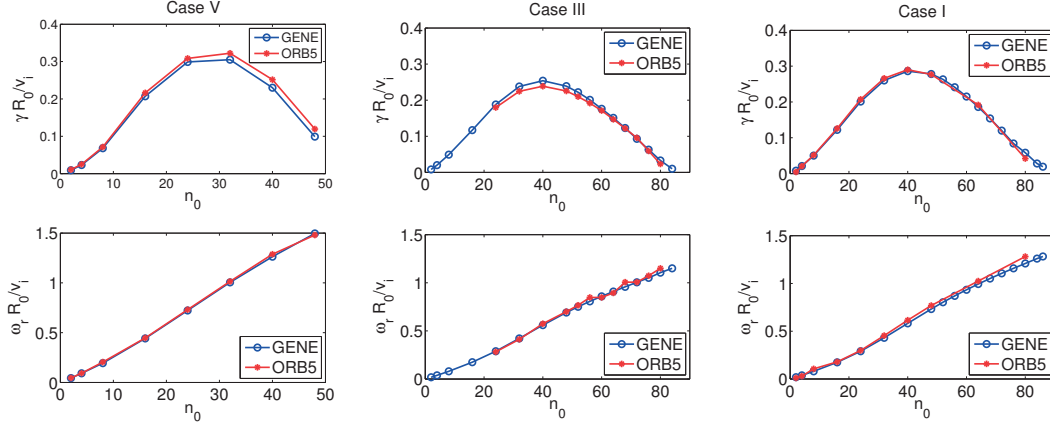 Case V
Case III
Case I
γ R₀/vᵢ
0.4
0.3
0.2
0.1
0
GENE
ORB5
0 10 20 30 40 50
n₀
γ R₀/vᵢ
0.4
0.3
0.2
0.1
0
GENE
ORB5
0 20 40 60 80
n₀
γ R₀/vᵢ
0.4
0.3
0.2
0.1
0
GENE
ORB5
0 20 40 60 80
n₀
ωᵣ R₀/vᵢ
1.5
1
0.5
0
GENE
ORB5
0 10 20 30 40 50
n₀
ωᵣ R₀/vᵢ
1.5
1
0.5
0
GENE
ORB5
0 20 40 60 80
n₀
ωᵣ R₀/vᵢ
1.5
1
0.5
0
GENE
ORB5
0 20 40 60 80
n₀